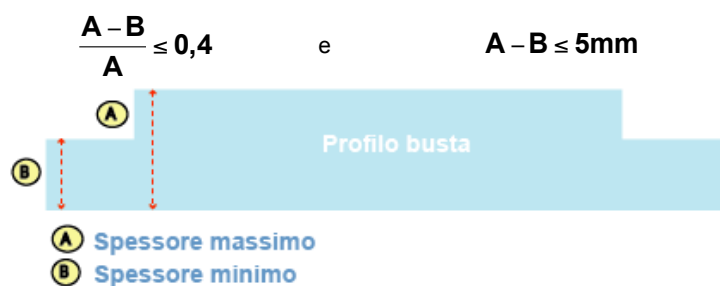 A – B / A ≤ 0,4 e A – B ≤ 5mm
A
Profilo busta
B
A Spessore massimo
B Spessore minimo